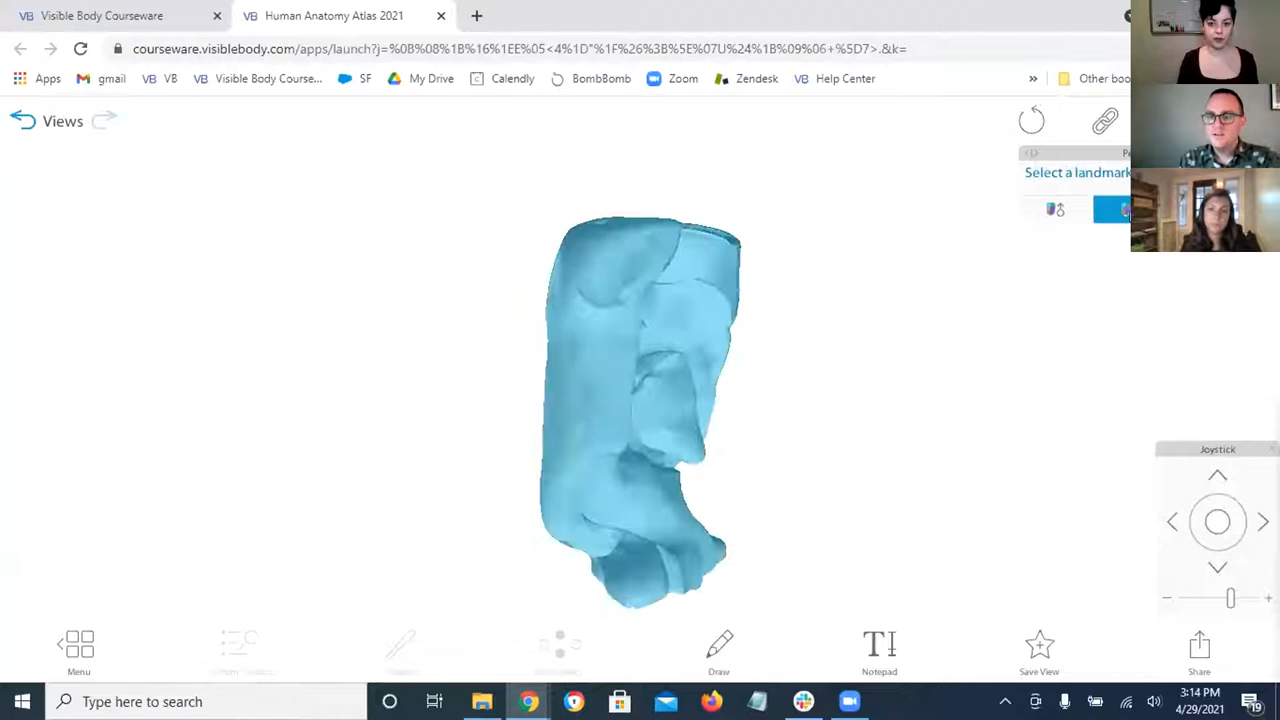 Visible Body Courseware
Human Anatomy Atlas 2021
courseware.visiblebody.com/apps/launch?j=%0B%08%1B%16%1EE%05<4%1D"%1F%26%3B%5E%07U%24%1B%09%06+%5D7>.&k=
Apps gmail VB Visible Body Course... SF My Drive Calendly BombBomb Zoom Zendesk Help Center » Other boo
Views
Select a landmark
Joystick
Menu
Draw
Notepad
Save View
Share
Type here to search
3:14 PM
4/29/2021
19